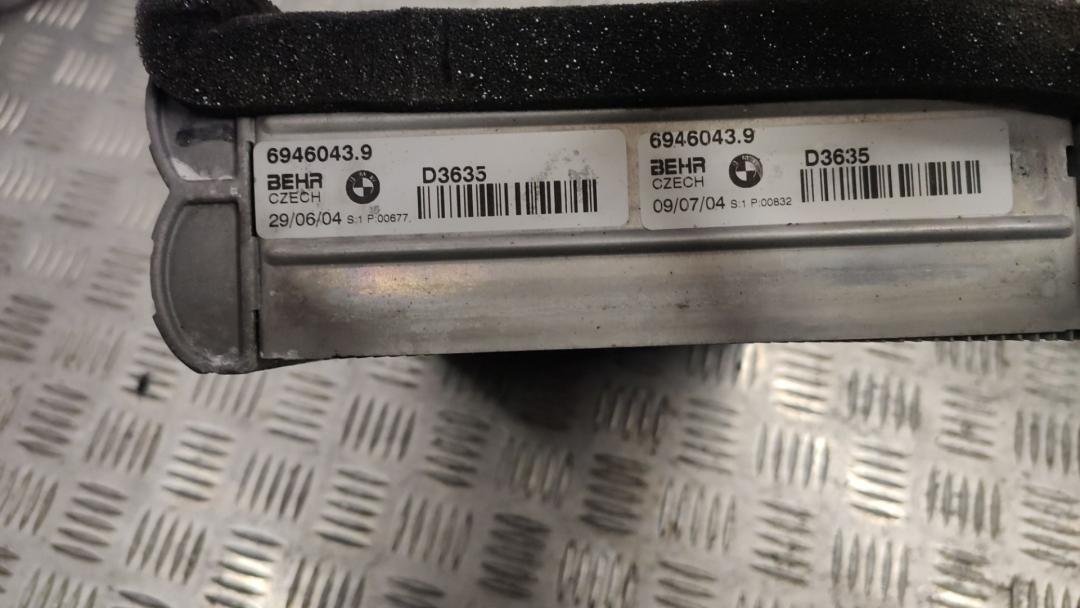 6946043.9
BEHR
CZECH
D3635
29/06/04 S:1 P:00677
6946043.9
BEHR
CZECH
D3635
09/07/04 S:1 P:00832